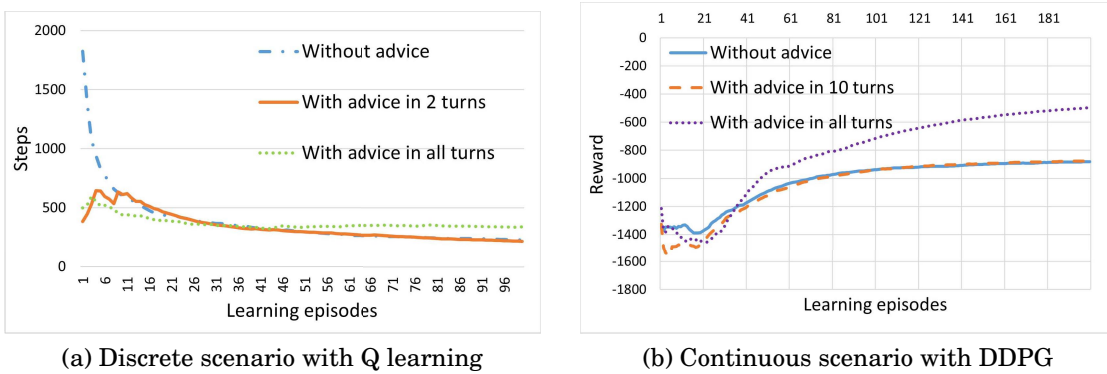 2000
1500
1000
500
0
Steps
Without advice
With advice in 2 turns
With advice in all turns
1 6 11 16 21 26 31 36 41 46 51 56 61 66 71 76 81 86 91 96
Learning episodes
(a) Discrete scenario with Q learning
1 21 41 61 81 101 121 141 161 181
0
-200
-400
-600
-800
-1000
-1200
-1400
-1600
-1800
Reward
Without advice
With advice in 10 turns
With advice in all turns
Learning episodes
(b) Continuous scenario with DDPG